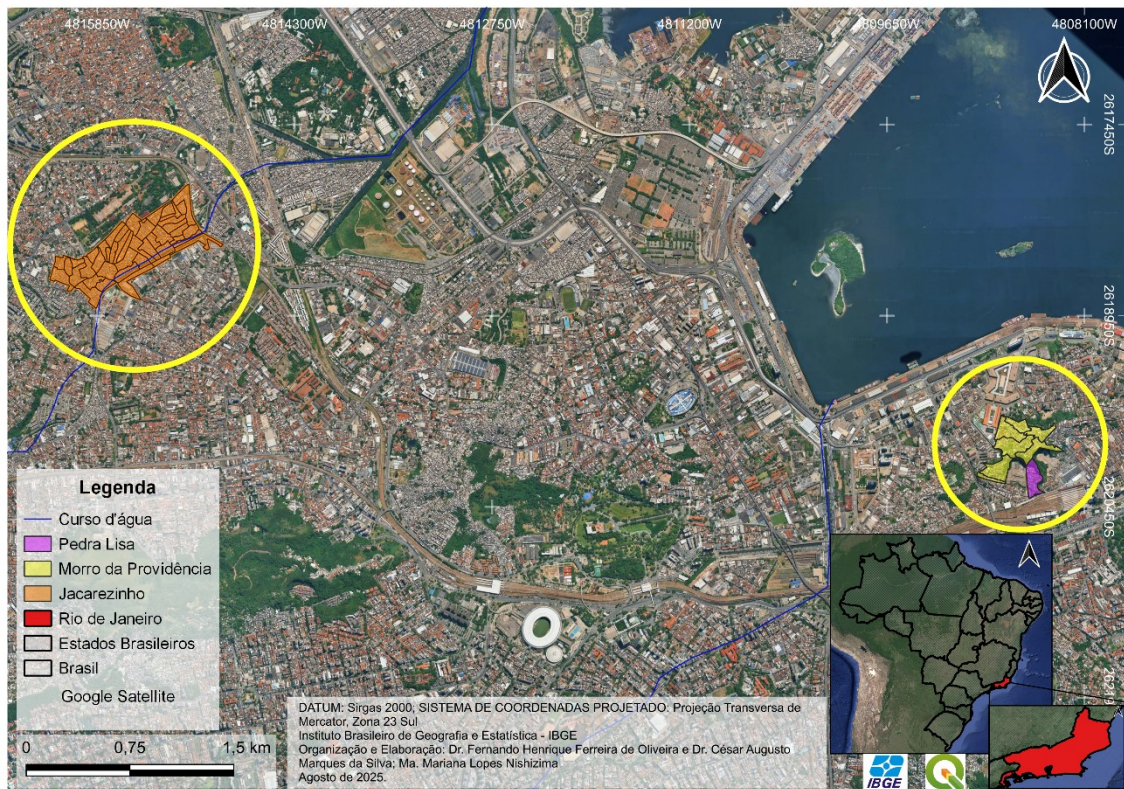 4815850W 4814300W 4812750W 4811200W 4809650W 4808100W
2617450S
2618950S
2620450S
Legenda
Curso d'água
Pedra Lisa
Morro da Providência
Jacarezinho
Rio de Janeiro
Estados Brasileiros
Brasil
Google Satellite
0 0,75 1,5 km
DATUM: Sirgas 2000, SISTEMA DE COORDENADAS PROJETADO: Projeção Transversa de
Mercator, Zona 23 Sul
Instituto Brasileiro de Geografia e Estatística - IBGE
Organização e Elaboração: Dr. Fernando Henrique Ferreira de Oliveira e Dr. César Augusto
Marques da Silva; Ma. Mariana Lopes Nishizima
Agosto de 2025.
IBGE